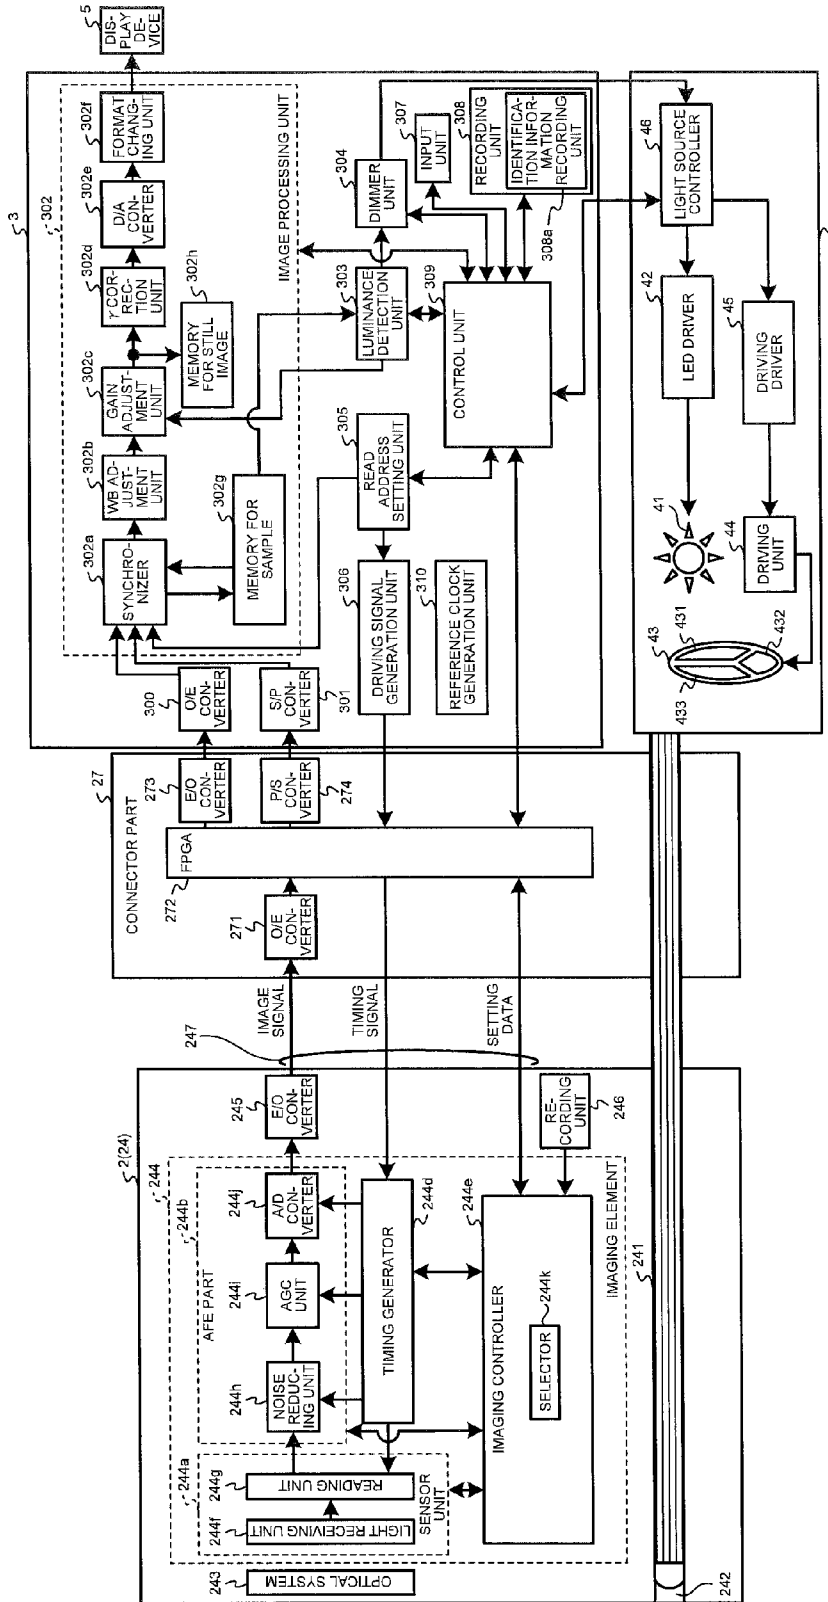 5
DIS-
PLAY
DE-
VICE
3
302
302f
FORMAT
CHANG-
ING UNIT
302e
D/A CON-
VERTER
302d
γ COR-
REC-
TION
UNIT
302h
MEMORY
FOR STILL
IMAGE
302c
GAIN
ADJUST-
MENT
UNIT
302b
WB AD-
JUST-
MENT
UNIT
302a
SYNCHRO-
NIZER
302g
MEMORY FOR
SAMPLE
IMAGE PROCESSING UNIT
303
LUMINANCE
DETECTION
UNIT
304
DIMMER
UNIT
307
INPUT
UNIT
308
RECORDING
UNIT
IDENTIFICA-
TION INFOR-
MATION
RECORDING
UNIT
308a
309
CONTROL UNIT
305
READ
ADDRESS
SETTING UNIT
306
DRIVING SIGNAL
GENERATION UNIT
310
REFERENCE CLOCK
GENERATION UNIT
300
O/E
CON-
VERTER
S/P
CON-
VERTER
301
46
LIGHT SOURCE
CONTROLLER
42
LED DRIVER
45
DRIVING
DRIVER
41
44
DRIVING
UNIT
43
431
432
433
27
CONNECTOR PART
273
E/O
CON-
VERTER
P/S
CON-
VERTER
274
FPGA
272
271
O/E
CON-
VERTER
IMAGE
SIGNAL
TIMING
SIGNAL
SETTING
DATA
247
2(24)
244
244b
245
E/O
CON-
VERTER
RE-
CORDING
UNIT
246
AFE PART
244j
A/D
CON-
VERTER
244i
AGC
UNIT
244h
NOISE
REDUC-
ING UNIT
244d
TIMING GENERATOR
244e
IMAGING CONTROLLER
244k
SELECTOR
IMAGING ELEMENT
244a
244g
READING UNIT
244f
LIGHT RECEIVING UNIT
SENSOR
UNIT
243
OPTICAL SYSTEM
241
242